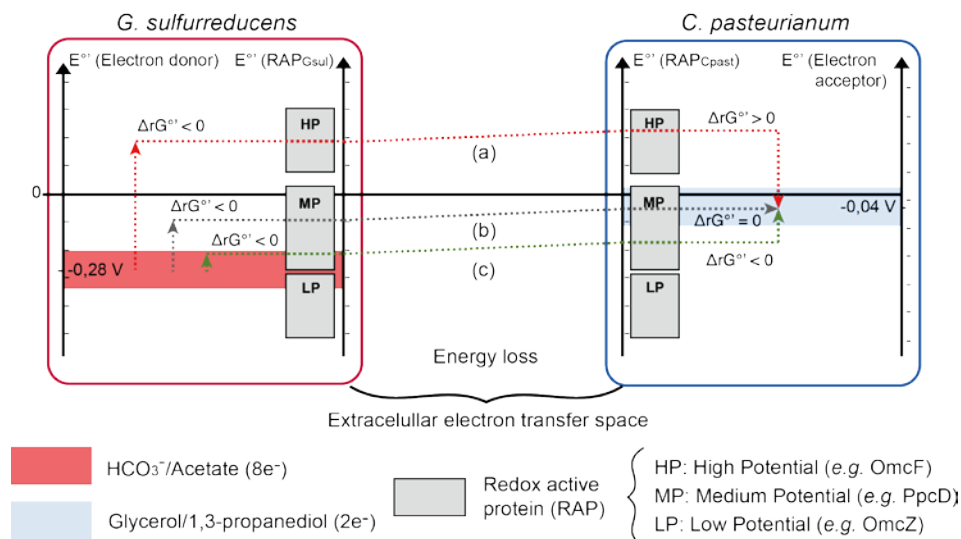 G. sulfurreducens
C. pasteurianum
E°' (Electron donor)
E°' (RAPGsul)
E°' (RAPCpast)
E°' (Electron
acceptor)
ΔrG°' < 0
HP
HP
ΔrG°' > 0
(a)
0
ΔrG°' < 0
MP
MP
-0,04 V
(b)
ΔrG°' = 0
ΔrG°' < 0
(c)
ΔrG°' < 0
-0,28 V
LP
LP
Energy loss
Extracelullar electron transfer space
HCO₃⁻/Acetate (8e⁻)
Glycerol/1,3-propanediol (2e⁻)
Redox active
protein (RAP)
HP: High Potential (e.g. OmcF)
MP: Medium Potential (e.g. PpcD)
LP: Low Potential (e.g. OmcZ)